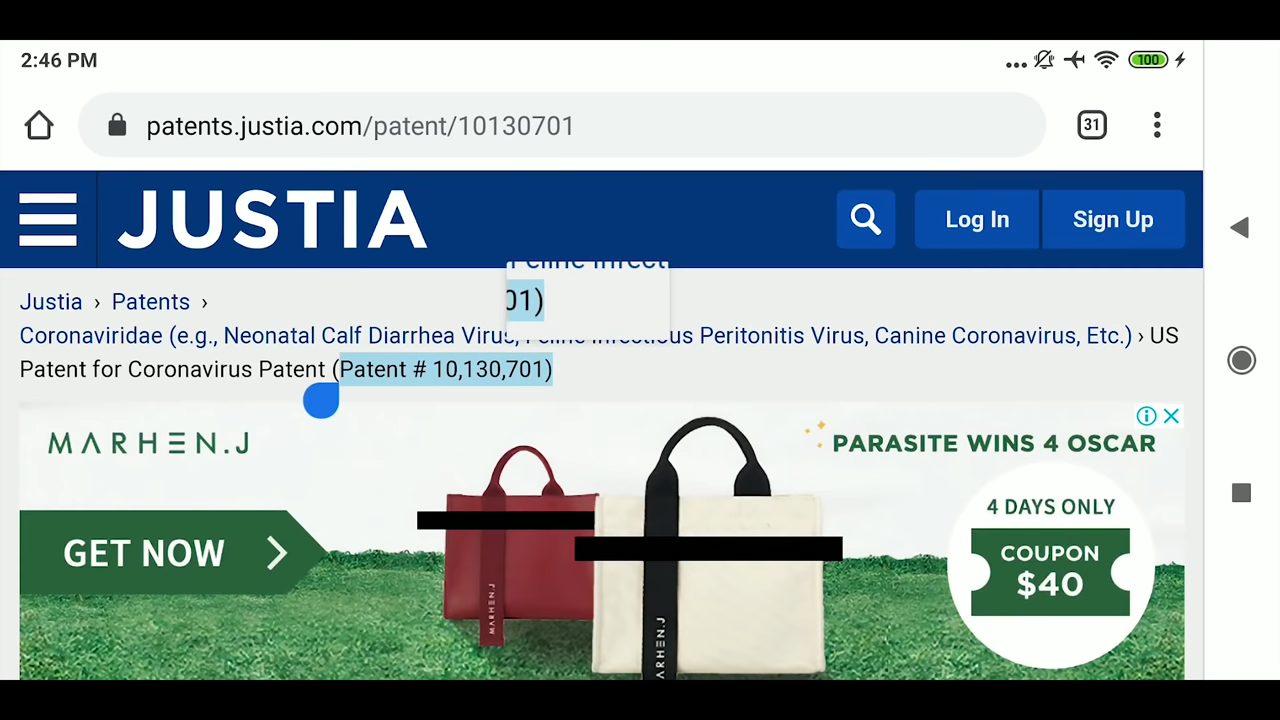 2:46 PM
100
patents.justia.com/patent/10130701
31
JUSTIA
Log In
Sign Up
01)
Justia › Patents ›
Coronaviridae (e.g., Neonatal Calf Diarrhea Virus, Feline Infectious Peritonitis Virus, Canine Coronavirus, Etc.) › US
Patent for Coronavirus Patent (Patent # 10,130,701)
MARHEN.J
PARASITE WINS 4 OSCAR
4 DAYS ONLY
GET NOW
COUPON
$40
MARHEN.J
MARHEN.J